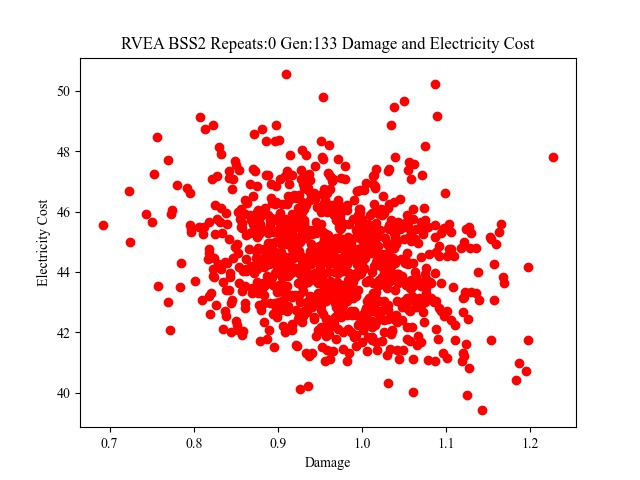 RVEA BSS2 Repeats:0 Gen:133 Damage and Electricity Cost
50
48
46
44
42
40
Electricity Cost
0.7 0.8 0.9 1.0 1.1 1.2
Damage